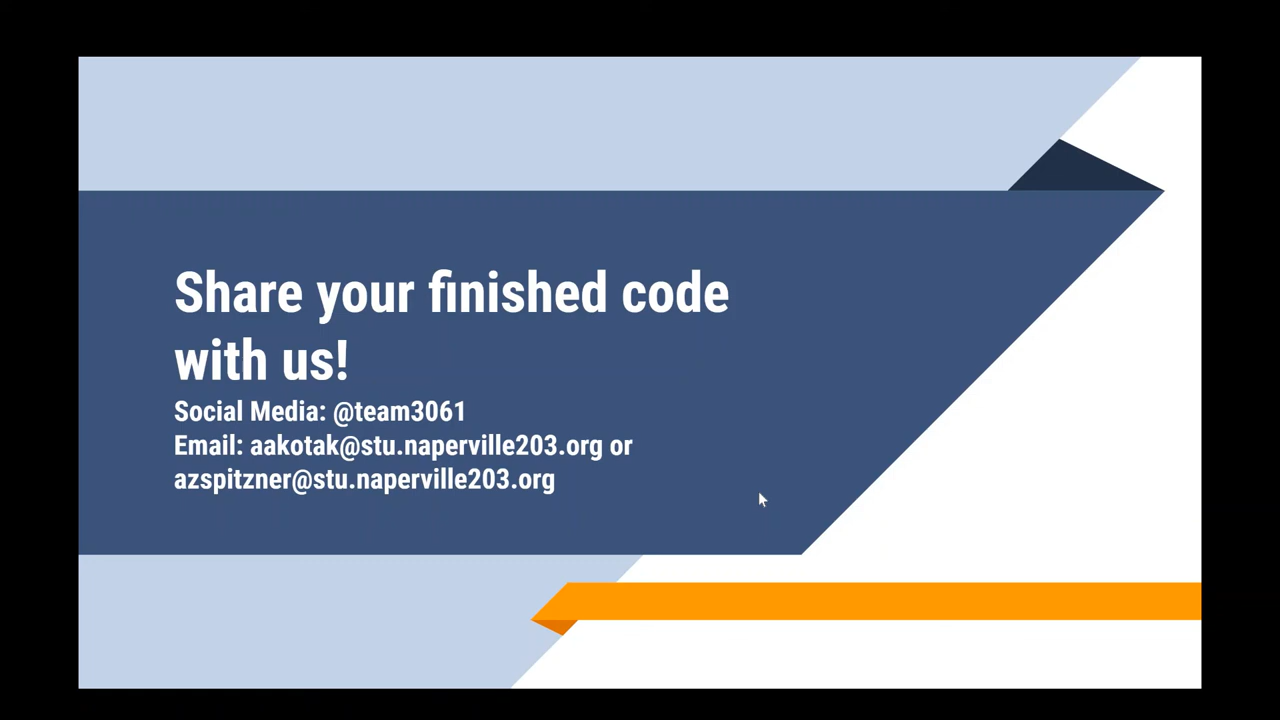 Share your finished code
with us!
Social Media: @team3061
Email: aakotak@stu.naperville203.org or
azspitzner@stu.naperville203.org